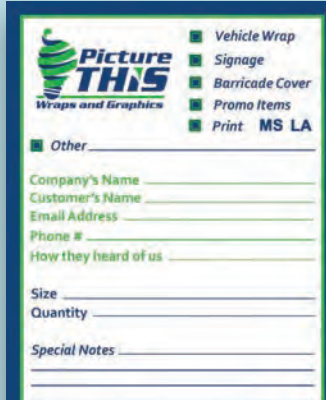 Picture
THiS
Wraps and Graphics
Vehicle Wrap
Signage
Barricade Cover
Promo Items
Print MS LA
Other
Company's Name
Customer's Name
Email Address
Phone #
How they heard of us
Size
Quantity
Special Notes